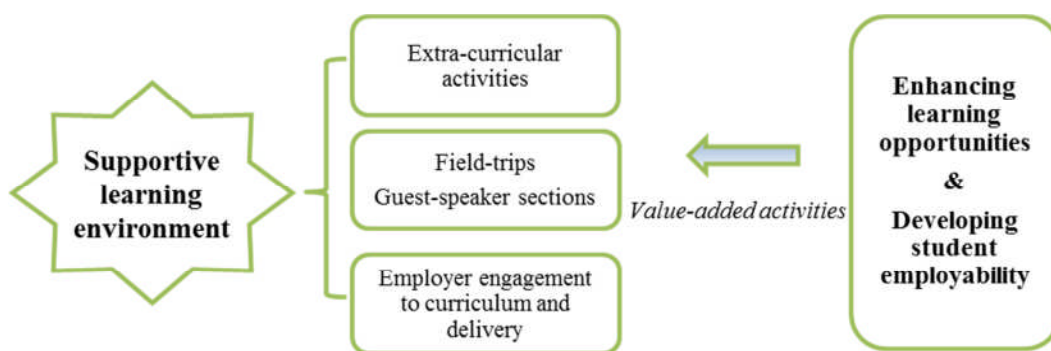 Supportive
learning
environment
Extra-curricular
activities
Field-trips
Guest-speaker sections
Employer engagement
to curriculum and
delivery
Value-added activities
Enhancing
learning
opportunities
&
Developing
student
employability